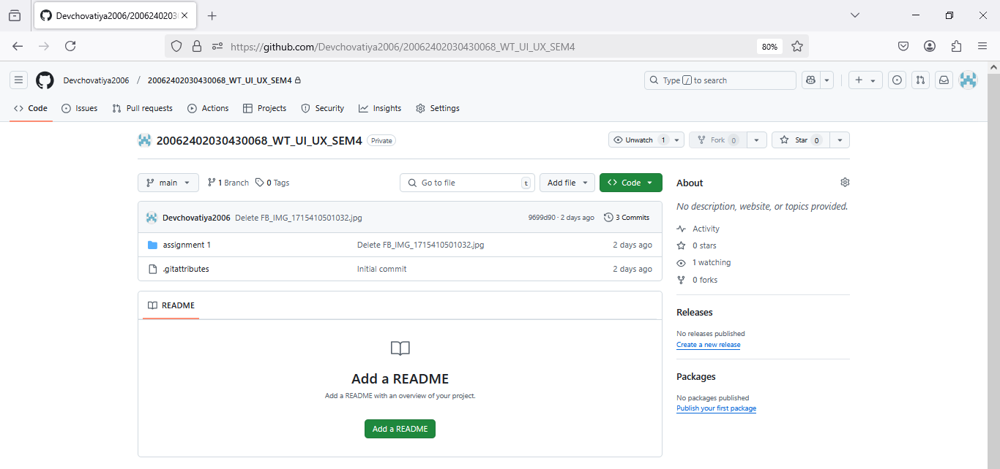 Devchovatiya2006/2006240203
https://github.com/Devchovatiya2006/20062402030430068_WT_UI_UX_SEM4
80%
Devchovatiya2006 / 20062402030430068_WT_UI_UX_SEM4
Type / to search
Code
Issues
Pull requests
Actions
Projects
Security
Insights
Settings
20062402030430068_WT_UI_UX_SEM4 Private
Unwatch 1
Fork 0
Star 0
main
1 Branch
0 Tags
Go to file t
Add file
Code
Devchovatiya2006 Delete FB_IMG_1715410501032.jpg 9699d90 · 2 days ago 3 Commits
assignment 1 Delete FB_IMG_1715410501032.jpg 2 days ago
.gitattributes Initial commit 2 days ago
README
Add a README
Add a README with an overview of your project.
Add a README
About
No description, website, or topics provided.
Activity
0 stars
1 watching
0 forks
Releases
No releases published
Create a new release
Packages
No packages published
Publish your first package